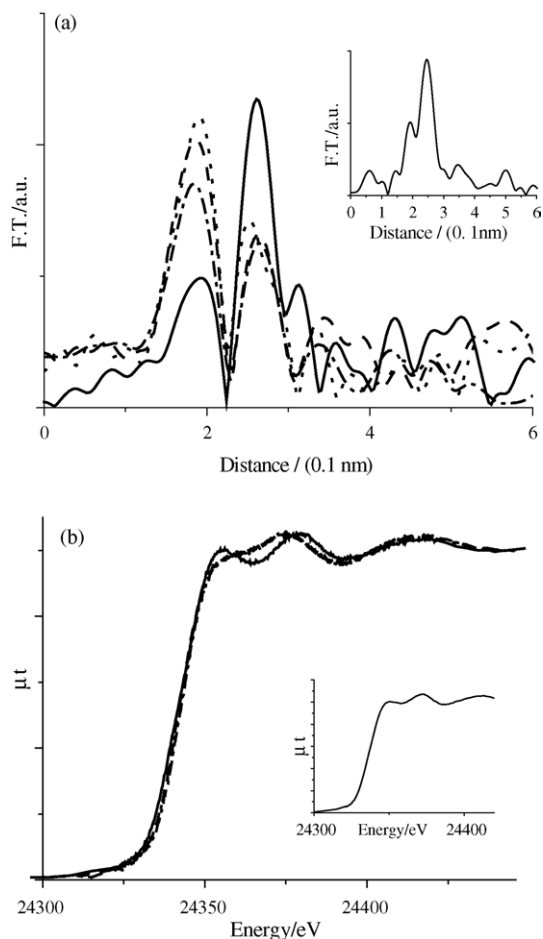 (a)
F.T./a.u.
0 2 4 6
Distance / (0.1 nm)
F.T./a.u.
0 1 2 3 4 5 6
Distance / (0. 1nm)
(b)
μ t
24300 24350 24400
Energy/eV
μ t
24300 24400
Energy/eV